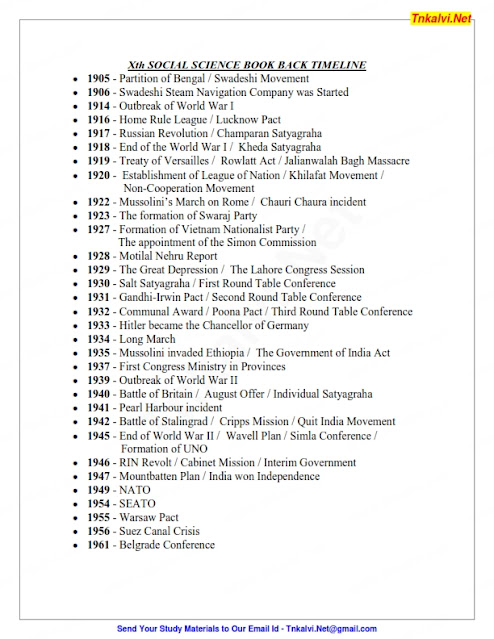 Tnkalvi.Net
Xth SOCIAL SCIENCE BOOK BACK TIMELINE
• 1905 - Partition of Bengal / Swadeshi Movement
• 1906 - Swadeshi Steam Navigation Company was Started
• 1914 - Outbreak of World War I
• 1916 - Home Rule League / Lucknow Pact
• 1917 - Russian Revolution / Champaran Satyagraha
• 1918 - End of the World War I / Kheda Satyagraha
• 1919 - Treaty of Versailles / Rowlatt Act / Jalianwalah Bagh Massacre
• 1920 - Establishment of League of Nation / Khilafat Movement /
Non-Cooperation Movement
• 1922 - Mussolini's March on Rome / Chauri Chaura incident
• 1923 - The formation of Swaraj Party
• 1927 - Formation of Vietnam Nationalist Party /
The appointment of the Simon Commission
• 1928 - Motilal Nehru Report
• 1929 - The Great Depression / The Lahore Congress Session
• 1930 - Salt Satyagraha / First Round Table Conference
• 1931 - Gandhi-Irwin Pact / Second Round Table Conference
• 1932 - Communal Award / Poona Pact / Third Round Table Conference
• 1933 - Hitler became the Chancellor of Germany
• 1934 - Long March
• 1935 - Mussolini invaded Ethiopia / The Government of India Act
• 1937 - First Congress Ministry in Provinces
• 1939 - Outbreak of World War II
• 1940 - Battle of Britain / August Offer / Individual Satyagraha
• 1941 - Pearl Harbour incident
• 1942 - Battle of Stalingrad / Cripps Mission / Quit India Movement
• 1945 - End of World War II / Wavell Plan / Simla Conference /
Formation of UNO
• 1946 - RIN Revolt / Cabinet Mission / Interim Government
• 1947 - Mountbatten Plan / India won Independence
• 1949 - NATO
• 1954 - SEATO
• 1955 - Warsaw Pact
• 1956 - Suez Canal Crisis
• 1961 - Belgrade Conference
Send Your Study Materials to Our Email Id - Tnkalvi.Net@gmail.com